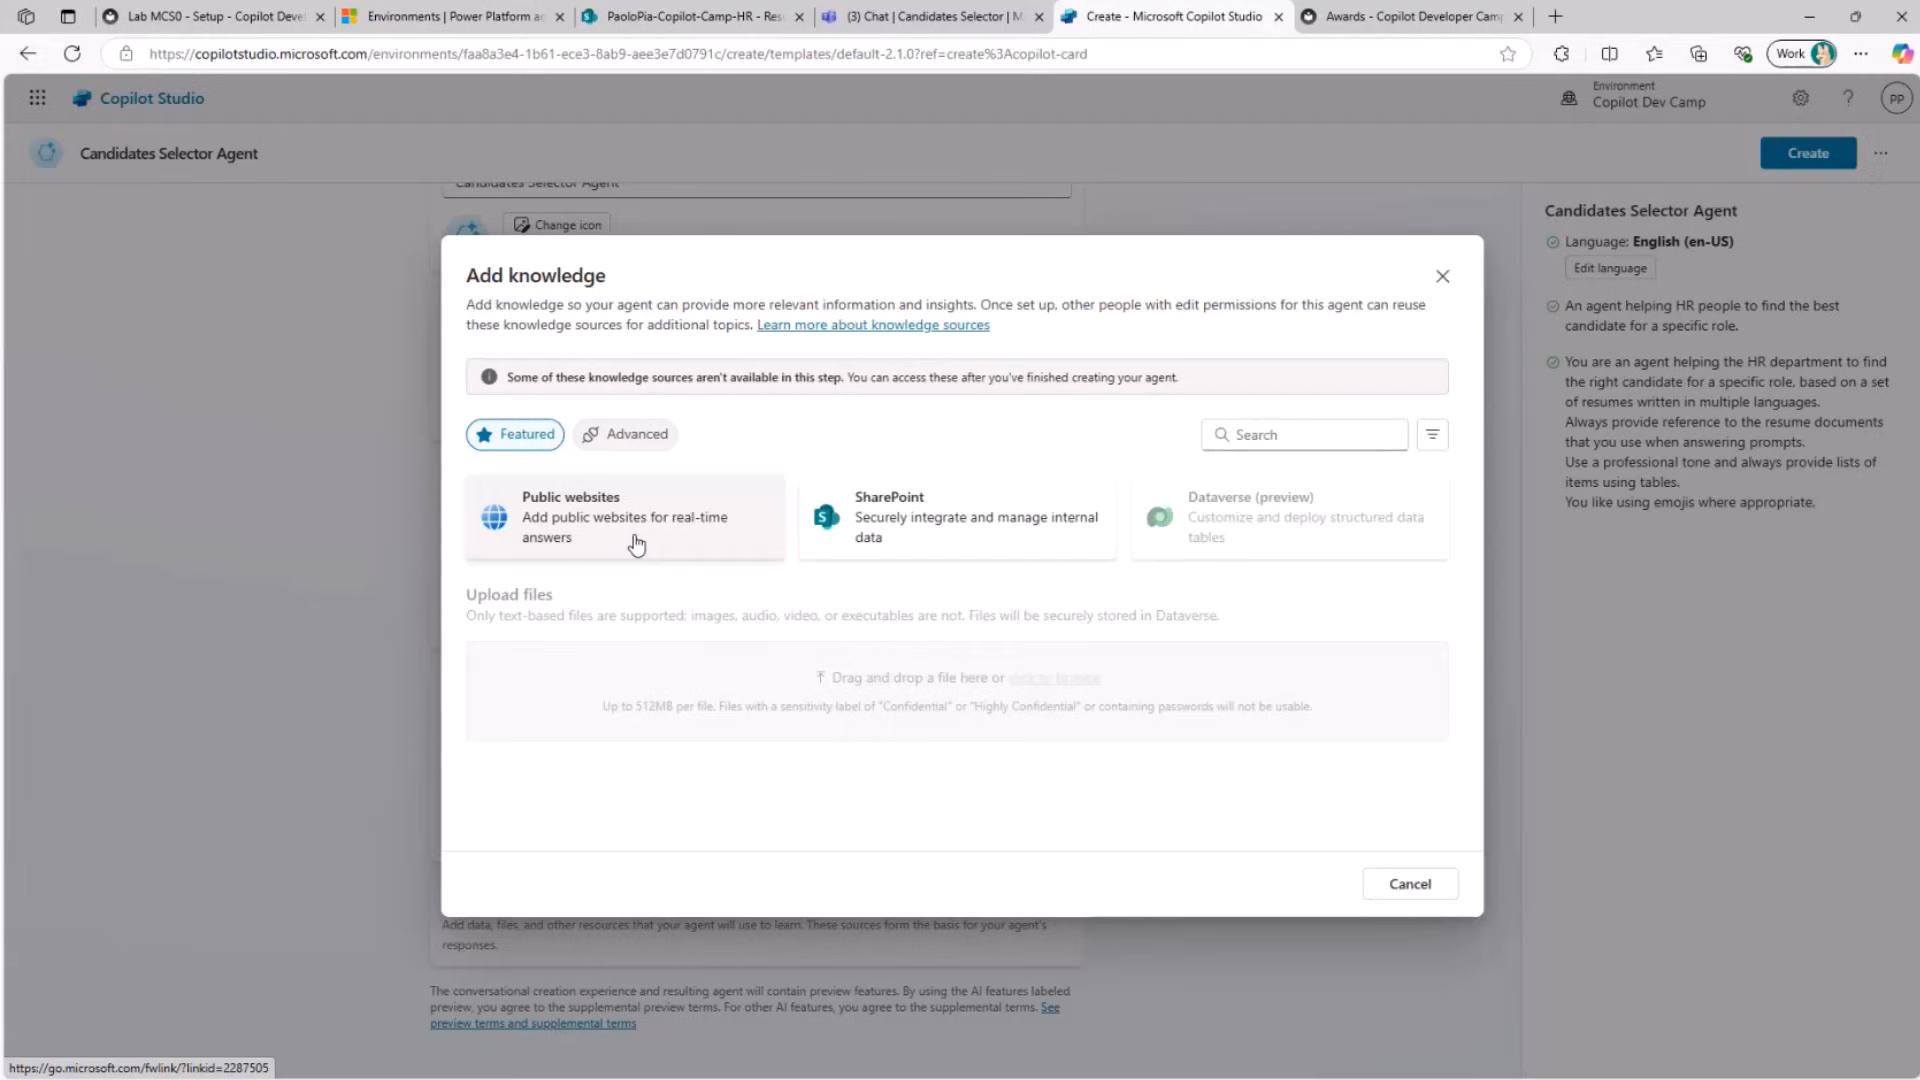 Lab MCS0 - Setup - Copilot Deve
Environments | Power Platform a
PaoloPia-Copilot-Camp-HR - Res
(3) Chat | Candidates Selector | M
Create - Microsoft Copilot Studio
Awards - Copilot Developer Camp
https://copilotstudio.microsoft.com/environments/faa8a3e4-1b61-ece3-8ab9-aee3e7d0791c/create/templates/default-2.1.0?ref=create%3Acopilot-card
Work
Copilot Studio
Environment
Copilot Dev Camp
PP
Candidates Selector Agent
Create
Candidates Selector Agent
Change icon
Add knowledge
Add knowledge so your agent can provide more relevant information and insights. Once set up, other people with edit permissions for this agent can reuse
these knowledge sources for additional topics. Learn more about knowledge sources
Some of these knowledge sources aren't available in this step. You can access these after you've finished creating your agent.
Featured
Advanced
Search
Public websites
Add public websites for real-time
answers
SharePoint
Securely integrate and manage internal
data
Dataverse (preview)
Customize and deploy structured data
tables
Upload files
Only text-based files are supported; images, audio, video, or executables are not. Files will be securely stored in Dataverse.
Drag and drop a file here or click to browse
Up to 512MB per file. Files with a sensitivity label of "Confidential" or "Highly Confidential" or containing passwords will not be usable.
Cancel
Add data, files, and other resources that your agent will use to learn. These sources form the basis for your agent's
responses.
The conversational creation experience and resulting agent will contain preview features. By using the AI features labeled
preview, you agree to the supplemental preview terms. For other AI features, you agree to the supplemental terms. See
preview terms and supplemental terms
Candidates Selector Agent
Language: English (en-US)
Edit language
An agent helping HR people to find the best
candidate for a specific role.
You are an agent helping the HR department to find
the right candidate for a specific role, based on a set
of resumes written in multiple languages.
Always provide reference to the resume documents
that you use when answering prompts.
Use a professional tone and always provide lists of
items using tables.
You like using emojis where appropriate.
https://go.microsoft.com/fwlink/?linkid=2287505